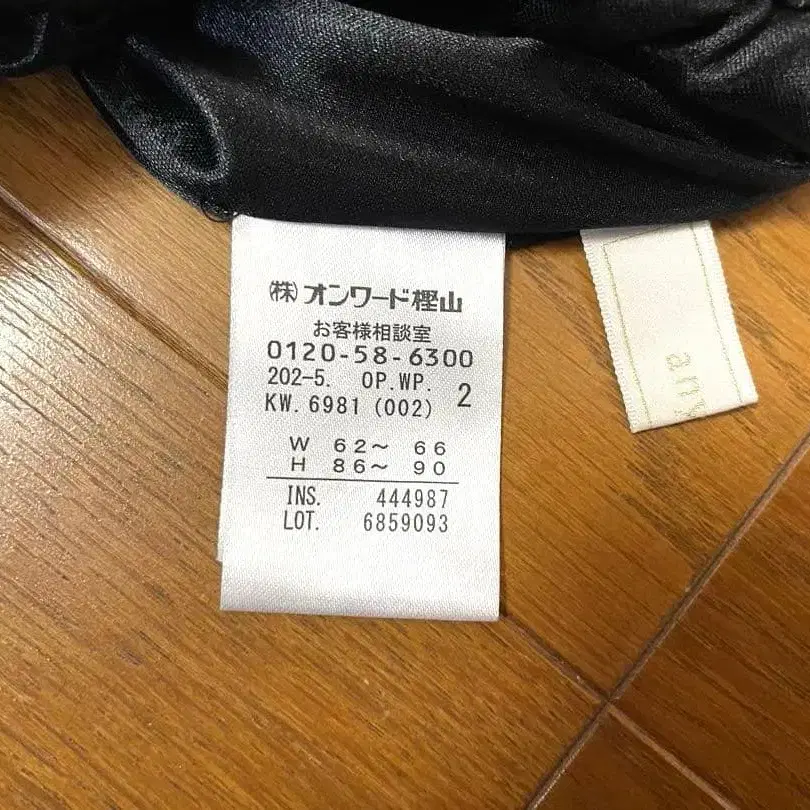 ㈱オンワード樫山
お客様相談室
0120-58-6300
202-5. OP.WP. 2
KW.6981(002)
W 62～ 66
H 86～ 90
INS. 444987
LOT. 6859093
any